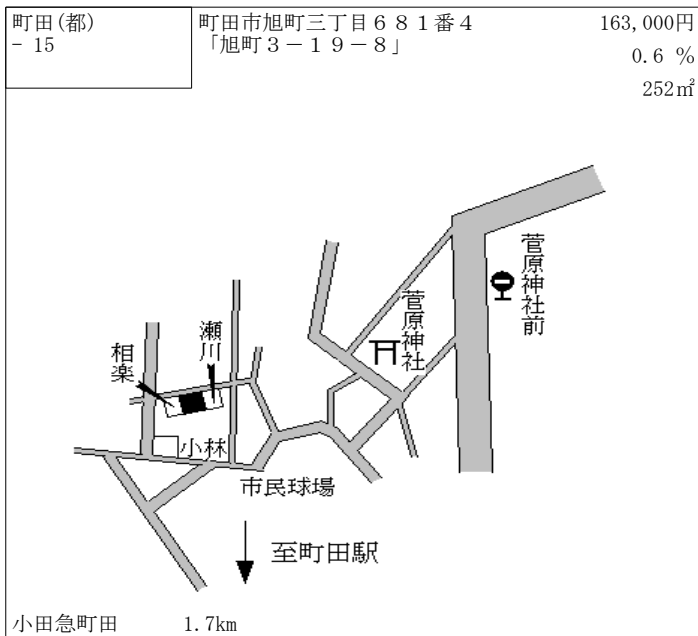 町田(都)
- 15
町田市旭町三丁目681番4
「旭町3-19-8」
163,000円
0.6 %
252㎡
菅原神社前
菅原神社
瀬川
相楽
小林
市民球場
至町田駅
小田急町田 1.7km